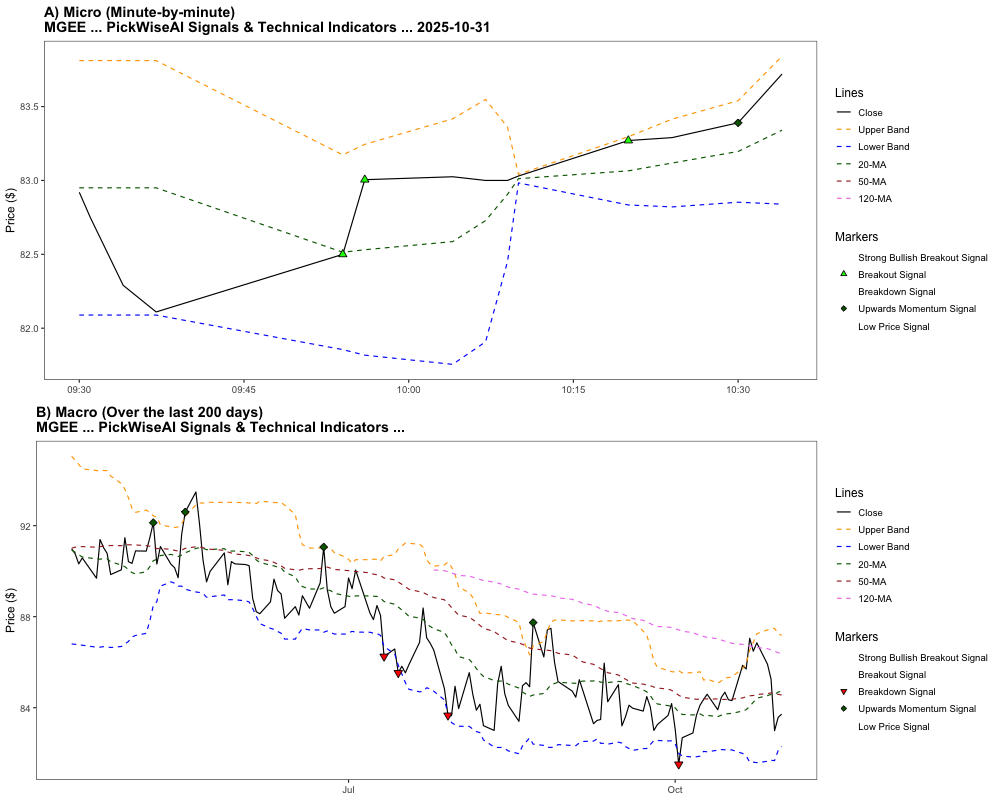 A) Micro (Minute-by-minute)
MGEE ... PickWiseAI Signals & Technical Indicators ... 2025-10-31
Price ($)
83.5
83.0
82.5
82.0
09:30
09:45
10:00
10:15
10:30
Lines
Close
Upper Band
Lower Band
20-MA
50-MA
120-MA
Markers
Strong Bullish Breakout Signal
Breakout Signal
Breakdown Signal
Upwards Momentum Signal
Low Price Signal
B) Macro (Over the last 200 days)
MGEE ... PickWiseAI Signals & Technical Indicators ...
Price ($)
92
88
84
Jul
Oct
Lines
Close
Upper Band
Lower Band
20-MA
50-MA
120-MA
Markers
Strong Bullish Breakout Signal
Breakout Signal
Breakdown Signal
Upwards Momentum Signal
Low Price Signal